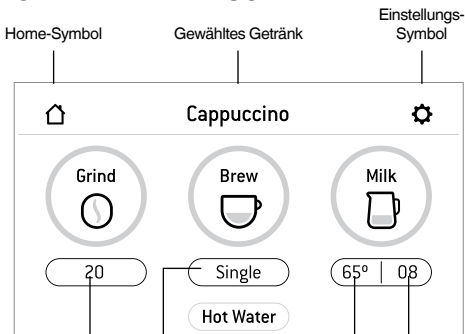 Einstellungs-
Home-Symbol Gewähltes Getränk Symbol
Cappuccino
Grind Brew Milk
20 Single 65º 08
Hot Water